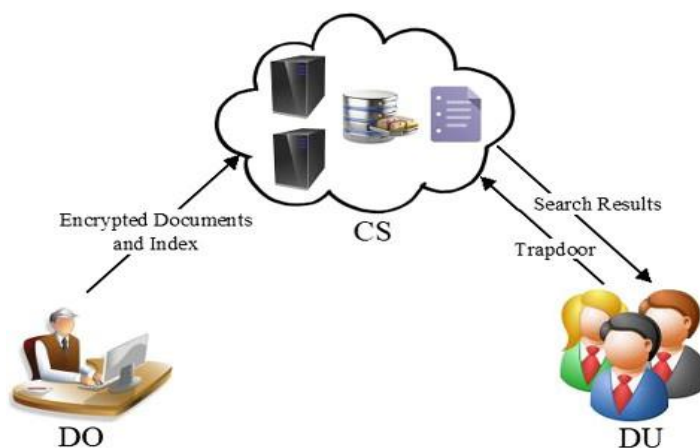 CS
Encrypted Documents
and Index
Search Results
Trapdoor
DO
DU